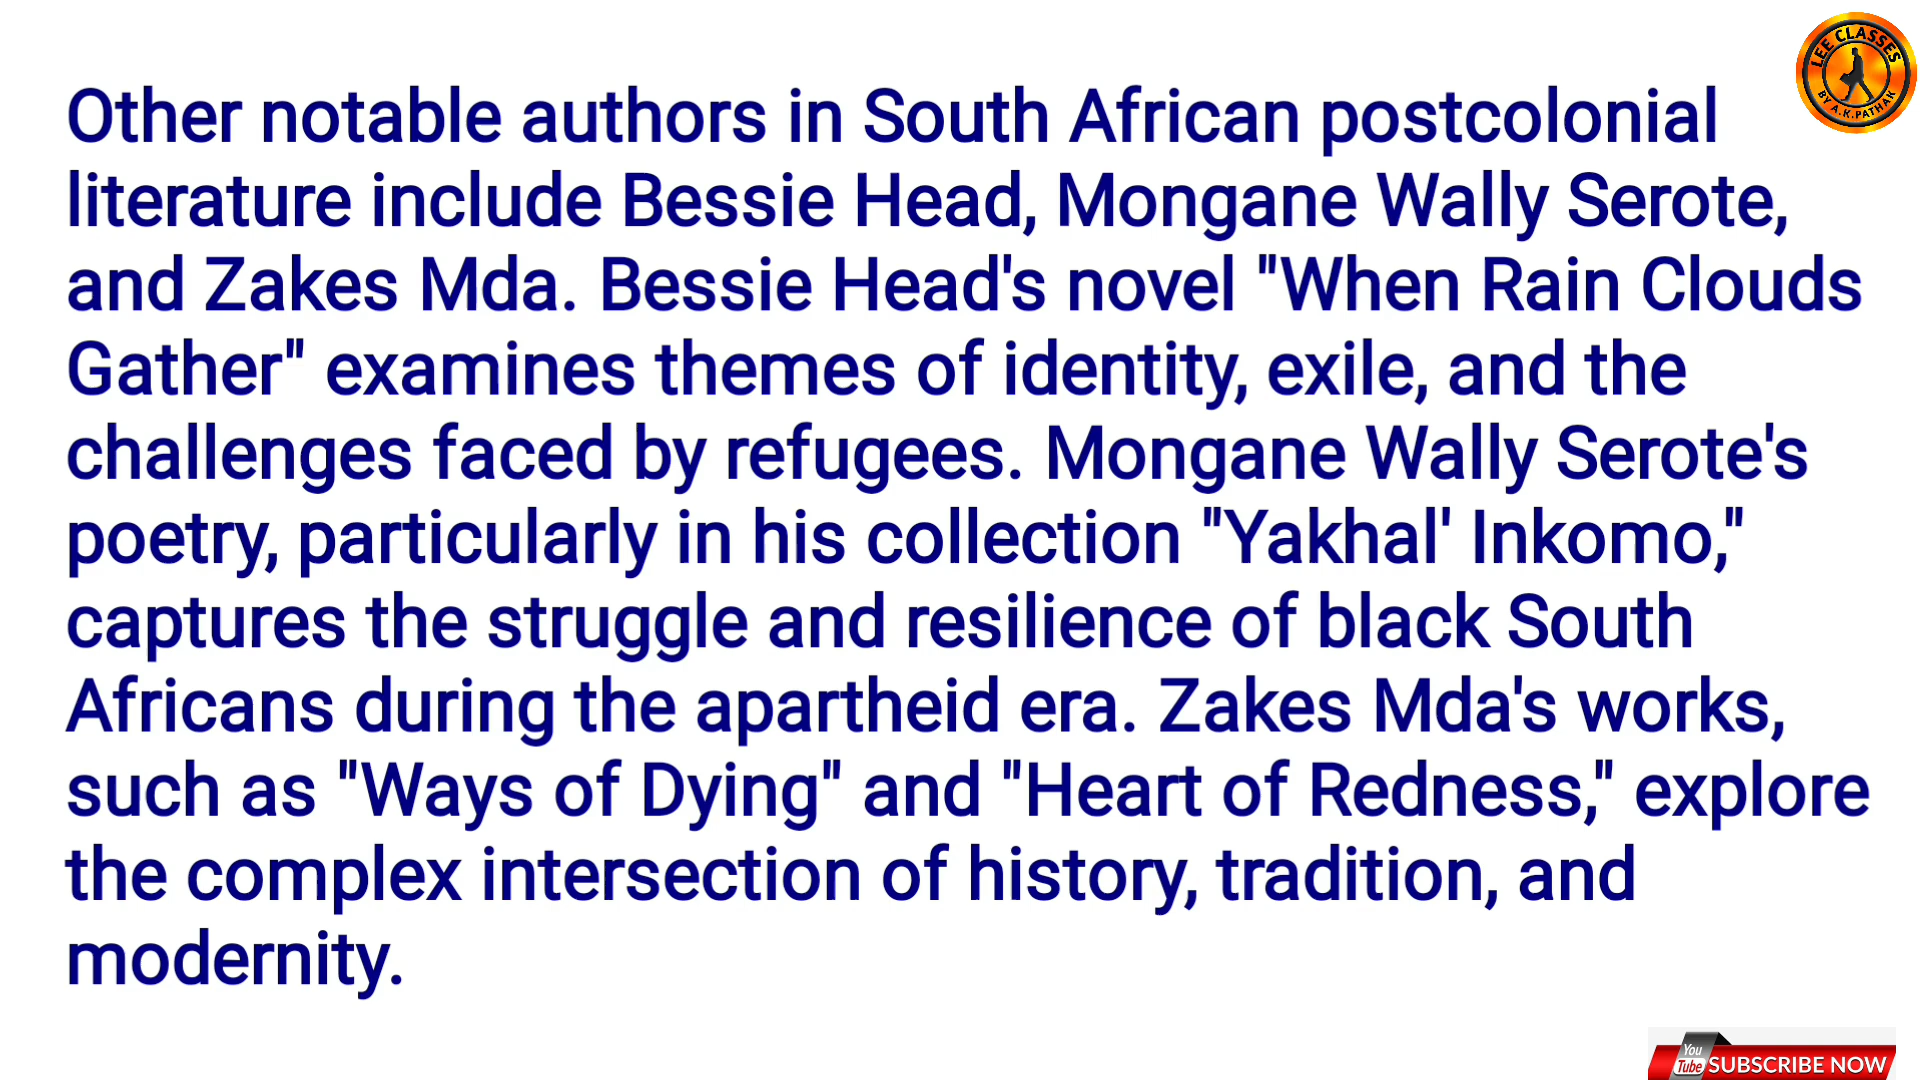 LEE CLASSES
BY A.K.PATHAK
Other notable authors in South African postcolonial
literature include Bessie Head, Mongane Wally Serote,
and Zakes Mda. Bessie Head's novel "When Rain Clouds
Gather" examines themes of identity, exile, and the
challenges faced by refugees. Mongane Wally Serote's
poetry, particularly in his collection "Yakhal' Inkomo,"
captures the struggle and resilience of black South
Africans during the apartheid era. Zakes Mda's works,
such as "Ways of Dying" and "Heart of Redness," explore
the complex intersection of history, tradition, and
modernity.
You
Tube SUBSCRIBE NOW